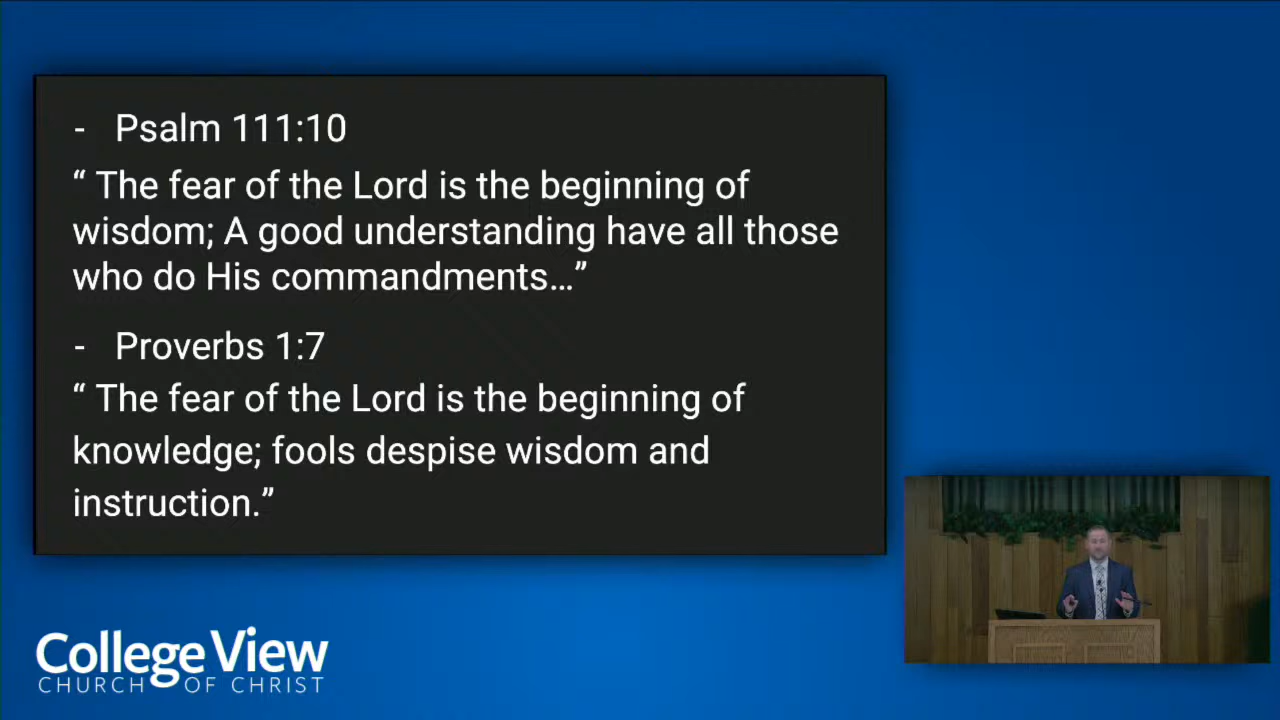 - Psalm 111:10
“ The fear of the Lord is the beginning of
wisdom; A good understanding have all those
who do His commandments…”
- Proverbs 1:7
“ The fear of the Lord is the beginning of
knowledge; fools despise wisdom and
instruction.”
College View
CHURCH OF CHRIST